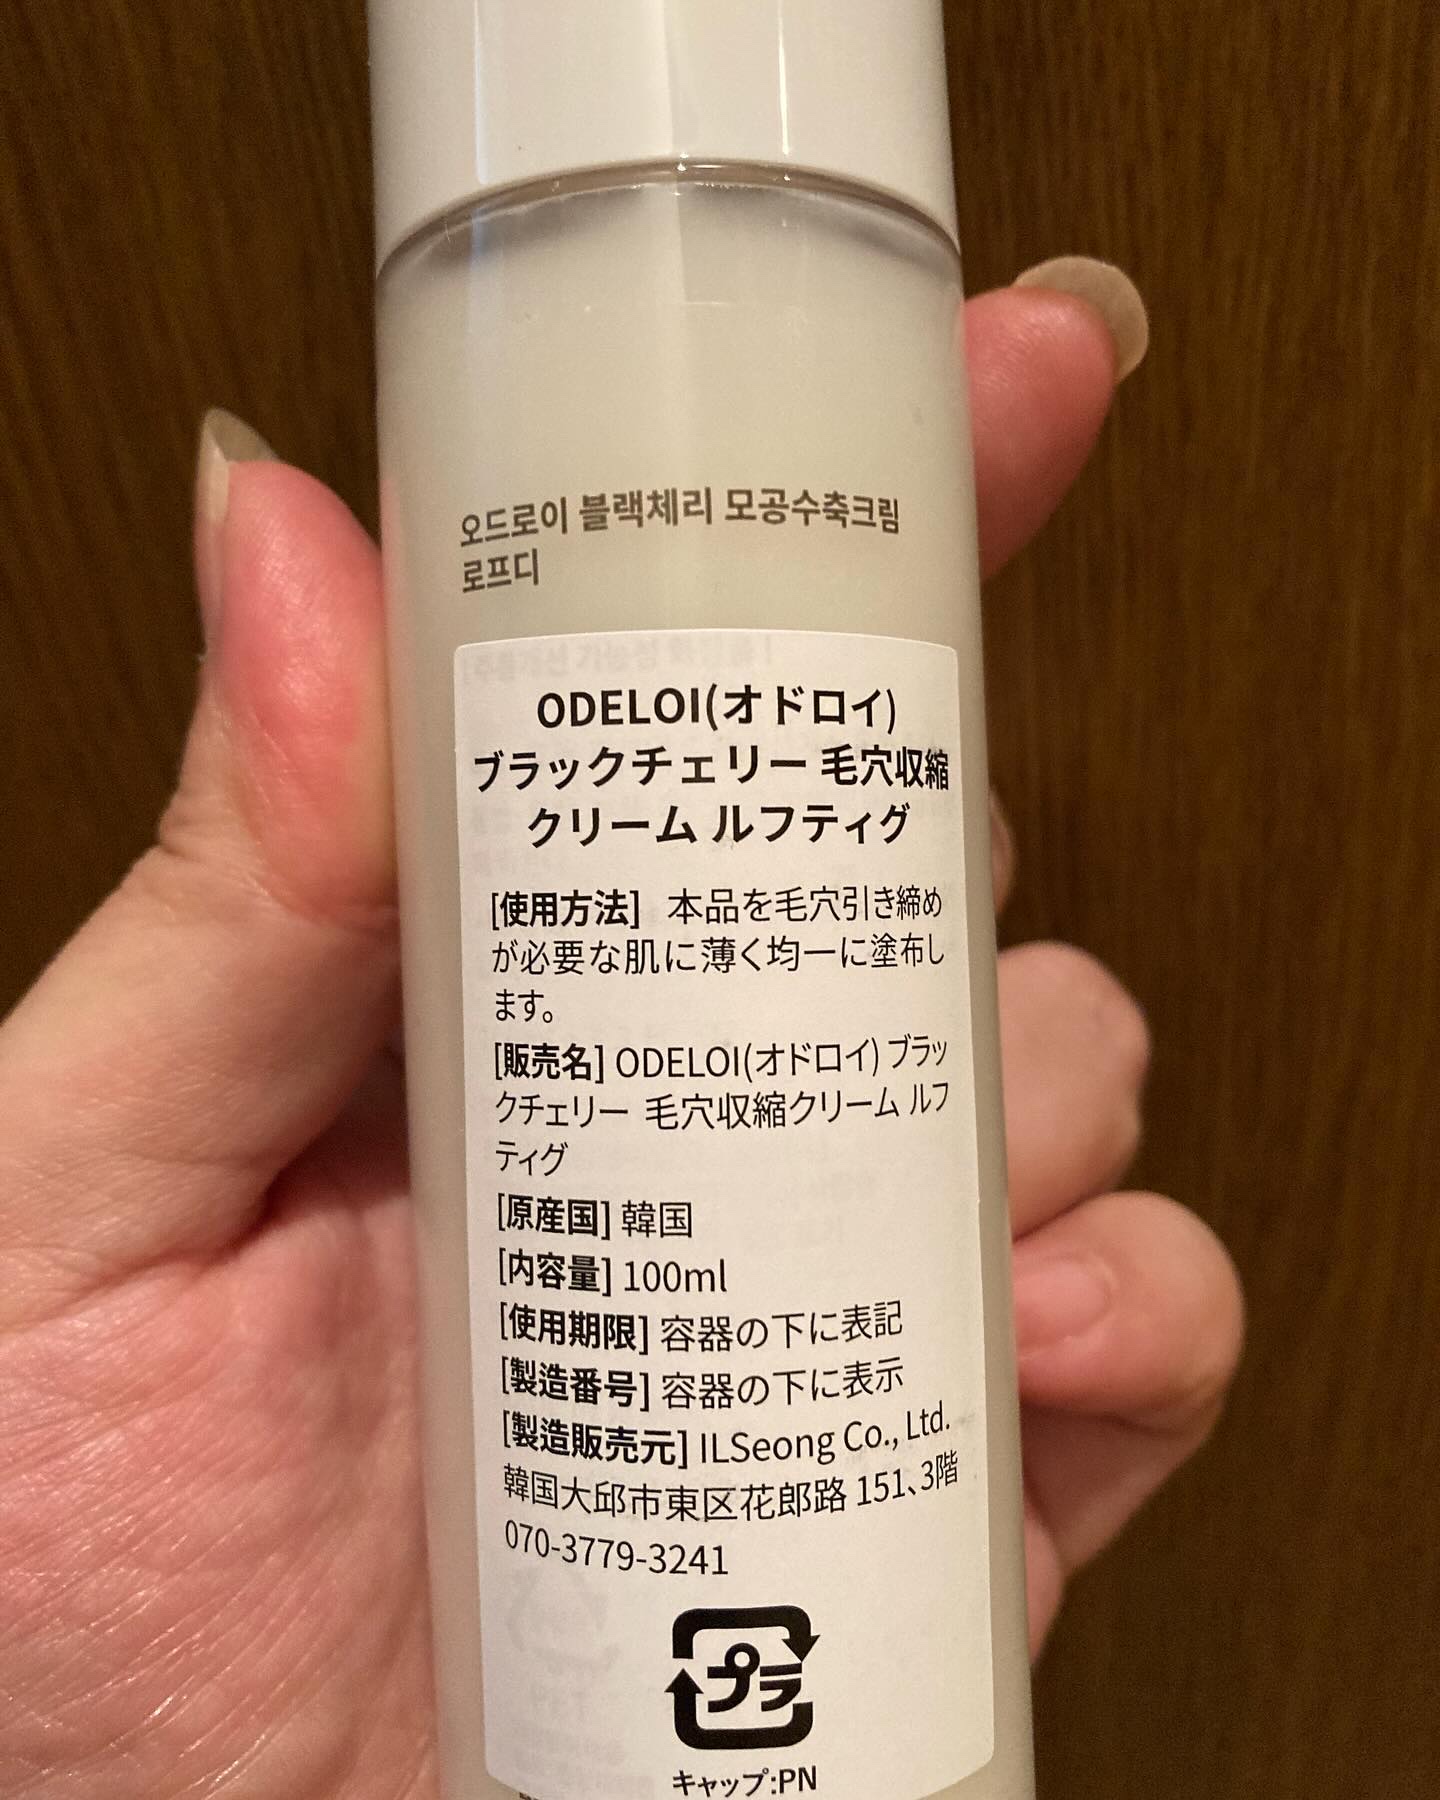 오드로이 블랙체리 모공수축크림
로프디
ODELOI(オドロイ)
ブラックチェリー 毛穴収縮
クリーム ルフティグ
[使用方法] 本品を毛穴引き締め
が必要な肌に薄く均一に塗布し
ます。
[販売名] ODELOI(オドロイ) ブラッ
クチェリー 毛穴収縮クリーム ルフ
ティグ
[原産国] 韓国
[内容量] 100ml
[使用期限] 容器の下に表記
[製造番号] 容器の下に表示
[製造販売元] ILSeong Co., Ltd.
韓国大邱市東区花郎路 151、3階
070-3779-3241
プラ
キャップ:PN